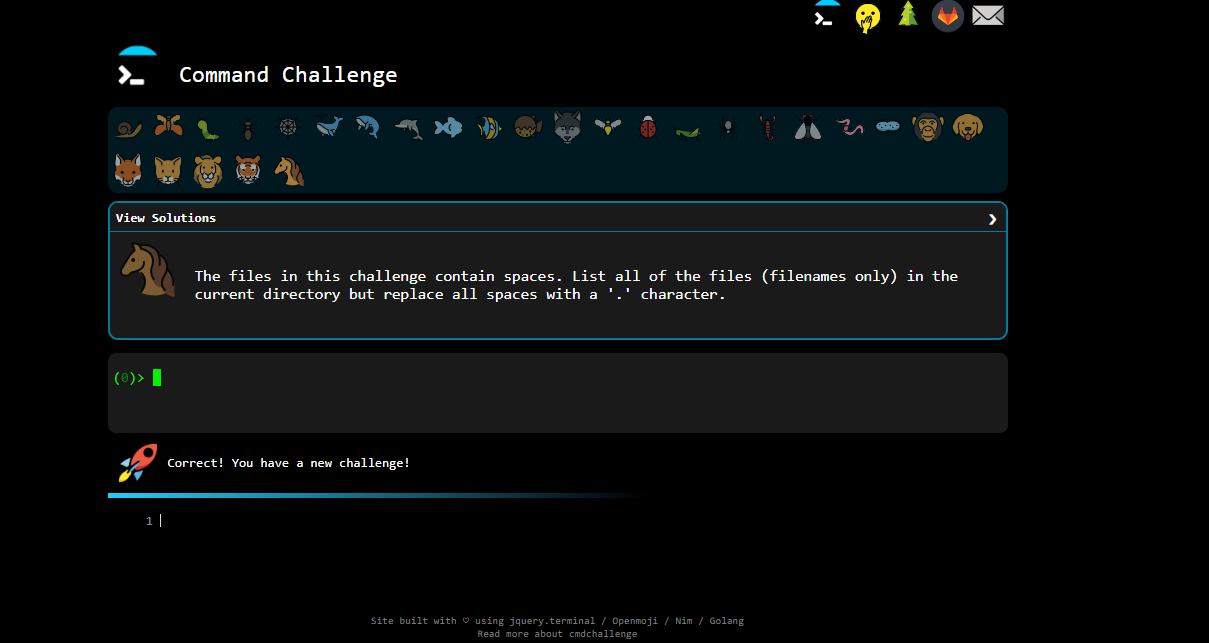 Command Challenge
View Solutions
The files in this challenge contain spaces. List all of the files (filenames only) in the
current directory but replace all spaces with a '.' character.
(0)>
Correct! You have a new challenge!
1
Site built with ♡ using jquery.terminal / Openmoji / Nim / Golang
Read more about cmdchallenge